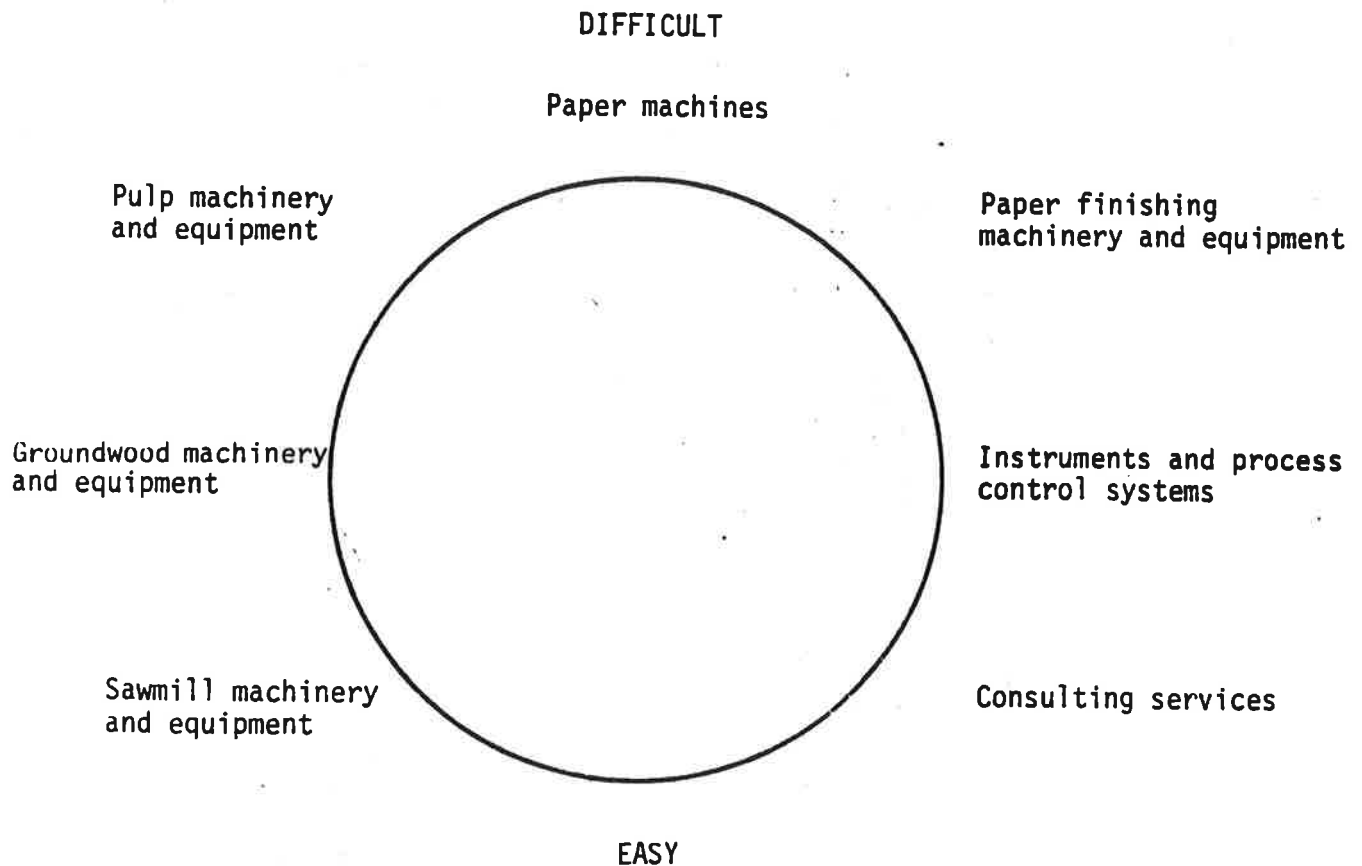 DIFFICULT
Paper machines
Pulp machinery
and equipment
Paper finishing
machinery and equipment
Groundwood machinery
and equipment
Instruments and process
control systems
Sawmill machinery
and equipment
Consulting services
EASY